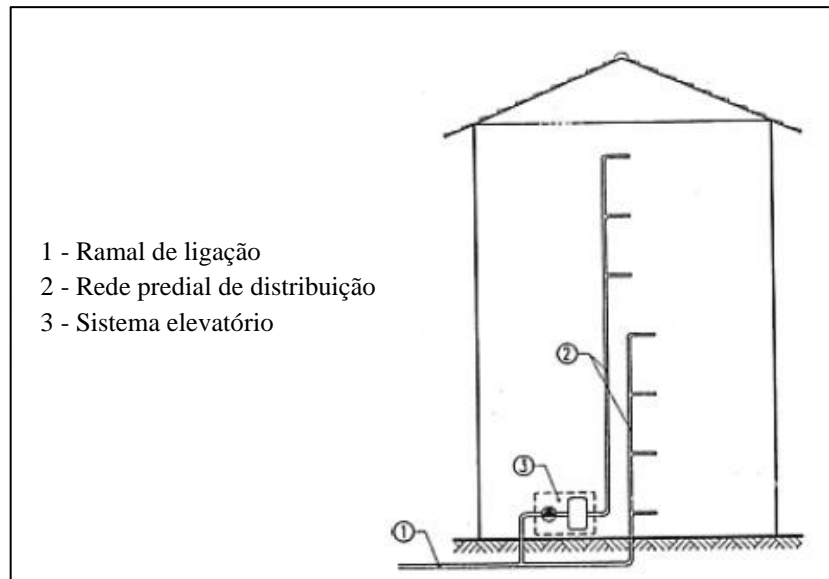 1 - Ramal de ligação
2 - Rede predial de distribuição
3 - Sistema elevatório
2
3
1